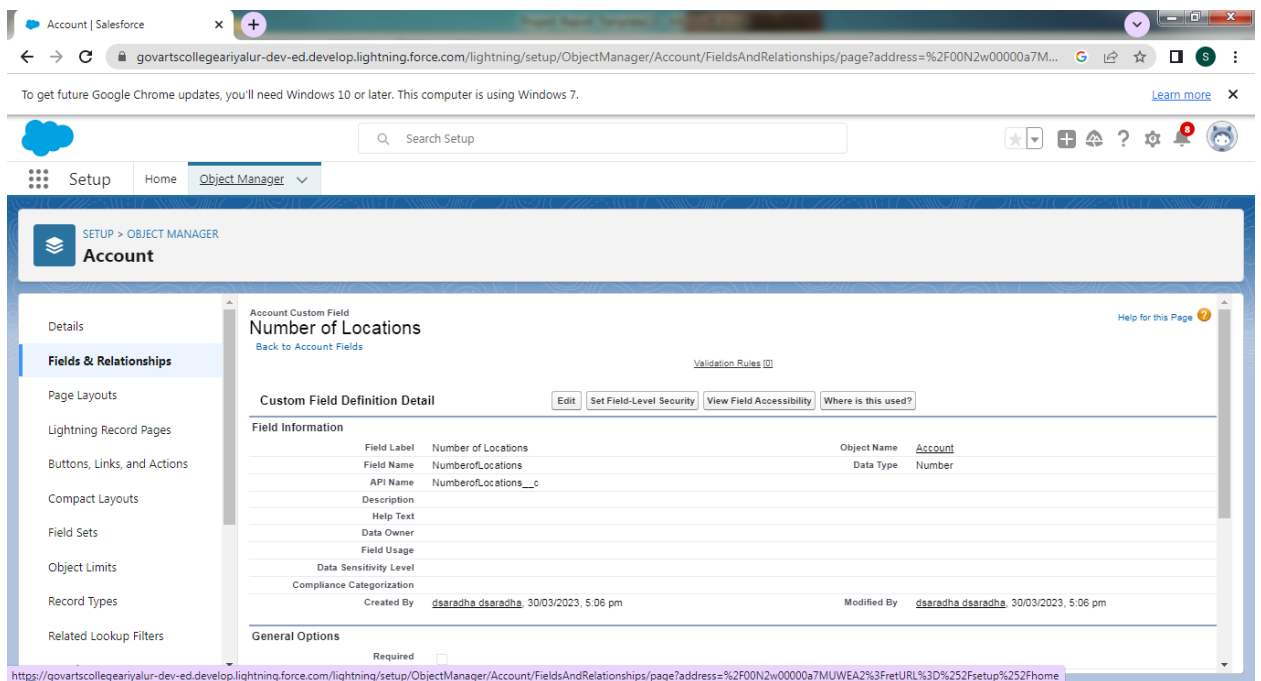 Account | Salesforce
govartscollegeariyalur-dev-ed.develop.lightning.force.com/lightning/setup/ObjectManager/Account/FieldsAndRelationships/page?address=%2F00N2w00000a7M...
S
To get future Google Chrome updates, you'll need Windows 10 or later. This computer is using Windows 7.
Learn more
Search Setup
8
Setup
Home
Object Manager
SETUP > OBJECT MANAGER
Account
Details
Fields & Relationships
Page Layouts
Lightning Record Pages
Buttons, Links, and Actions
Compact Layouts
Field Sets
Object Limits
Record Types
Related Lookup Filters
Account Custom Field
Number of Locations
Back to Account Fields
Help for this Page
Validation Rules [0]
Custom Field Definition Detail
Edit
Set Field-Level Security
View Field Accessibility
Where is this used?
Field Information
Field Label Number of Locations Object Name Account
Field Name NumberofLocations Data Type Number
API Name NumberofLocations__c
Description
Help Text
Data Owner
Field Usage
Data Sensitivity Level
Compliance Categorization
Created By dsaradha dsaradha, 30/03/2023, 5:06 pm Modified By dsaradha dsaradha, 30/03/2023, 5:06 pm
General Options
Required
https://govartscollegeariyalur-dev-ed.develop.lightning.force.com/lightning/setup/ObjectManager/Account/FieldsAndRelationships/page?address=%2F00N2w00000a7MUWEA2%3FretURL%3D%252Fsetup%252Fhome